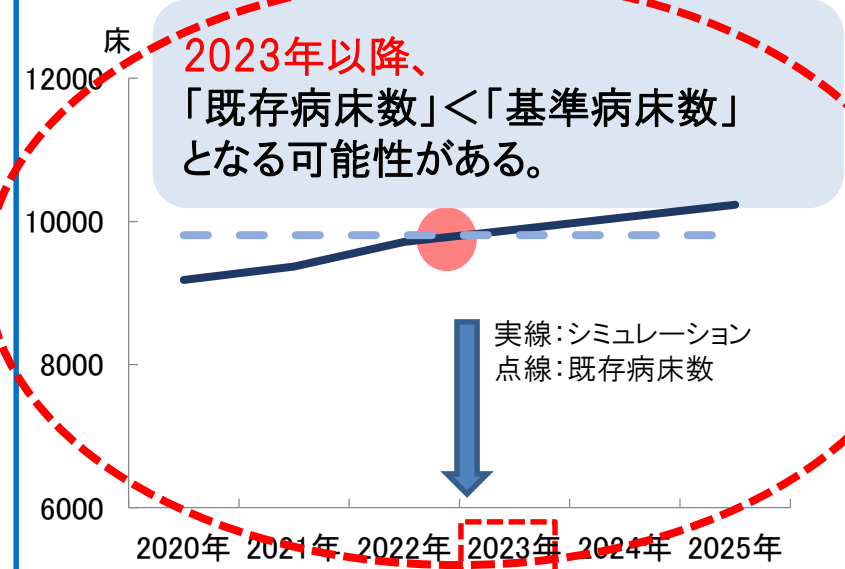 床
2023年以降、
「既存病床数」＜「基準病床数」
となる可能性がある。
12000
10000
8000
6000
実線：シミュレーション
点線：既存病床数
2020年 2021年 2022年 2023年 2024年 2025年